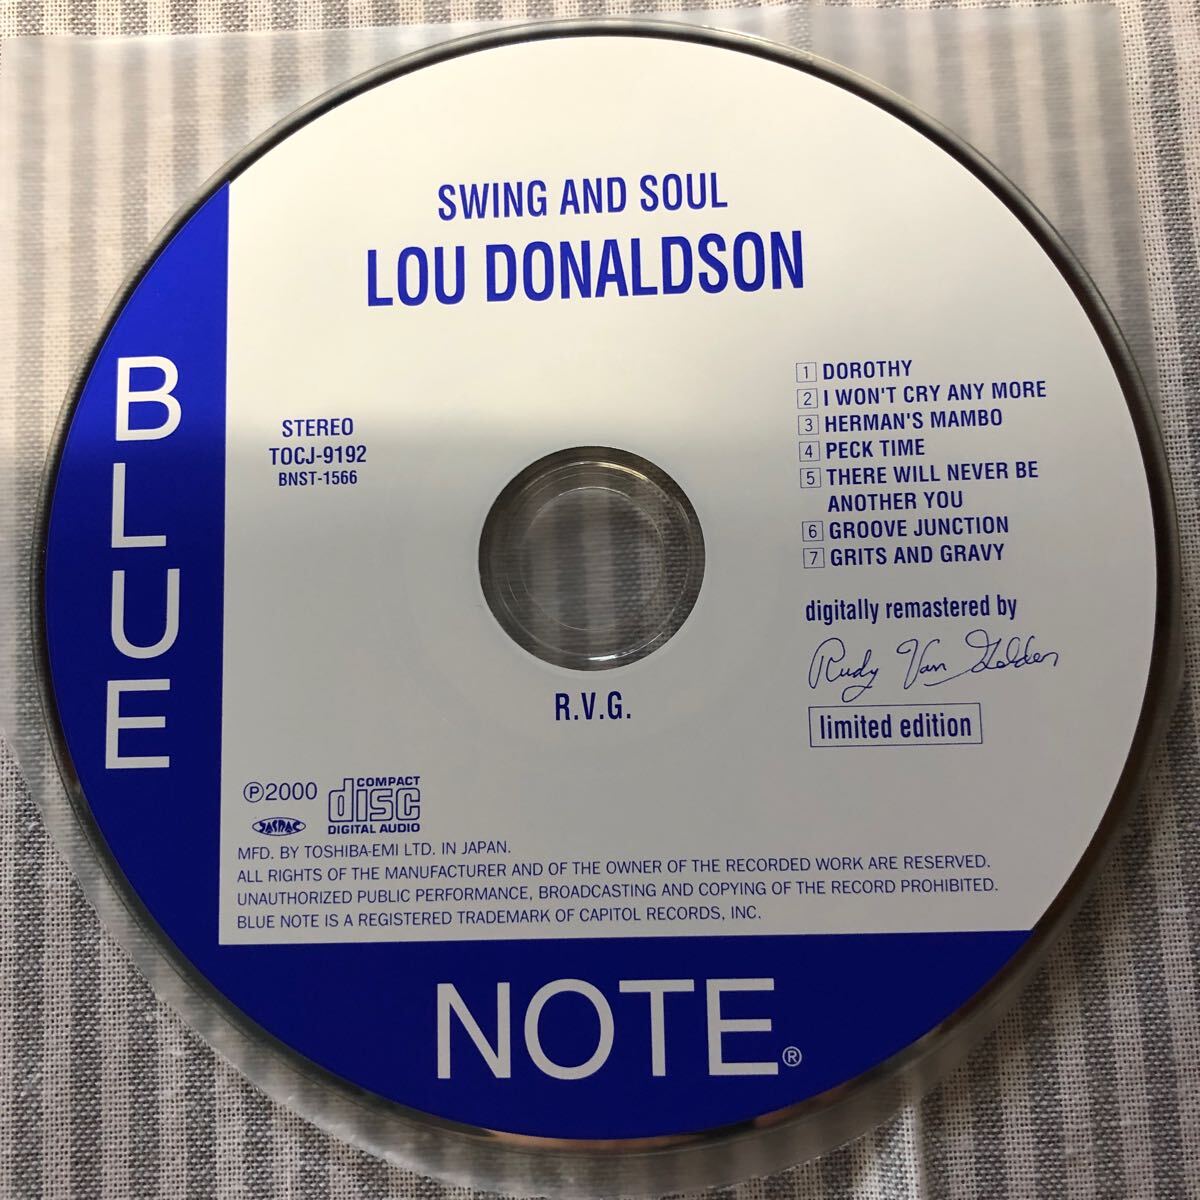 SWING AND SOUL
LOU DONALDSON
BLUE
STEREO
TOCJ-9192
BNST-1566
1 DOROTHY
2 I WON'T CRY ANY MORE
3 HERMAN'S MAMBO
4 PECK TIME
5 THERE WILL NEVER BE
ANOTHER YOU
6 GROOVE JUNCTION
7 GRITS AND GRAVY
digitally remastered by
Rudy Van Gelder
limited edition
R.V.G.
℗2000
COMPACT
disc
DIGITAL AUDIO
JASRAC
MFD. BY TOSHIBA-EMI LTD. IN JAPAN.
ALL RIGHTS OF THE MANUFACTURER AND OF THE OWNER OF THE RECORDED WORK ARE RESERVED.
UNAUTHORIZED PUBLIC PERFORMANCE, BROADCASTING AND COPYING OF THE RECORD PROHIBITED.
BLUE NOTE IS A REGISTERED TRADEMARK OF CAPITOL RECORDS, INC.
NOTE®